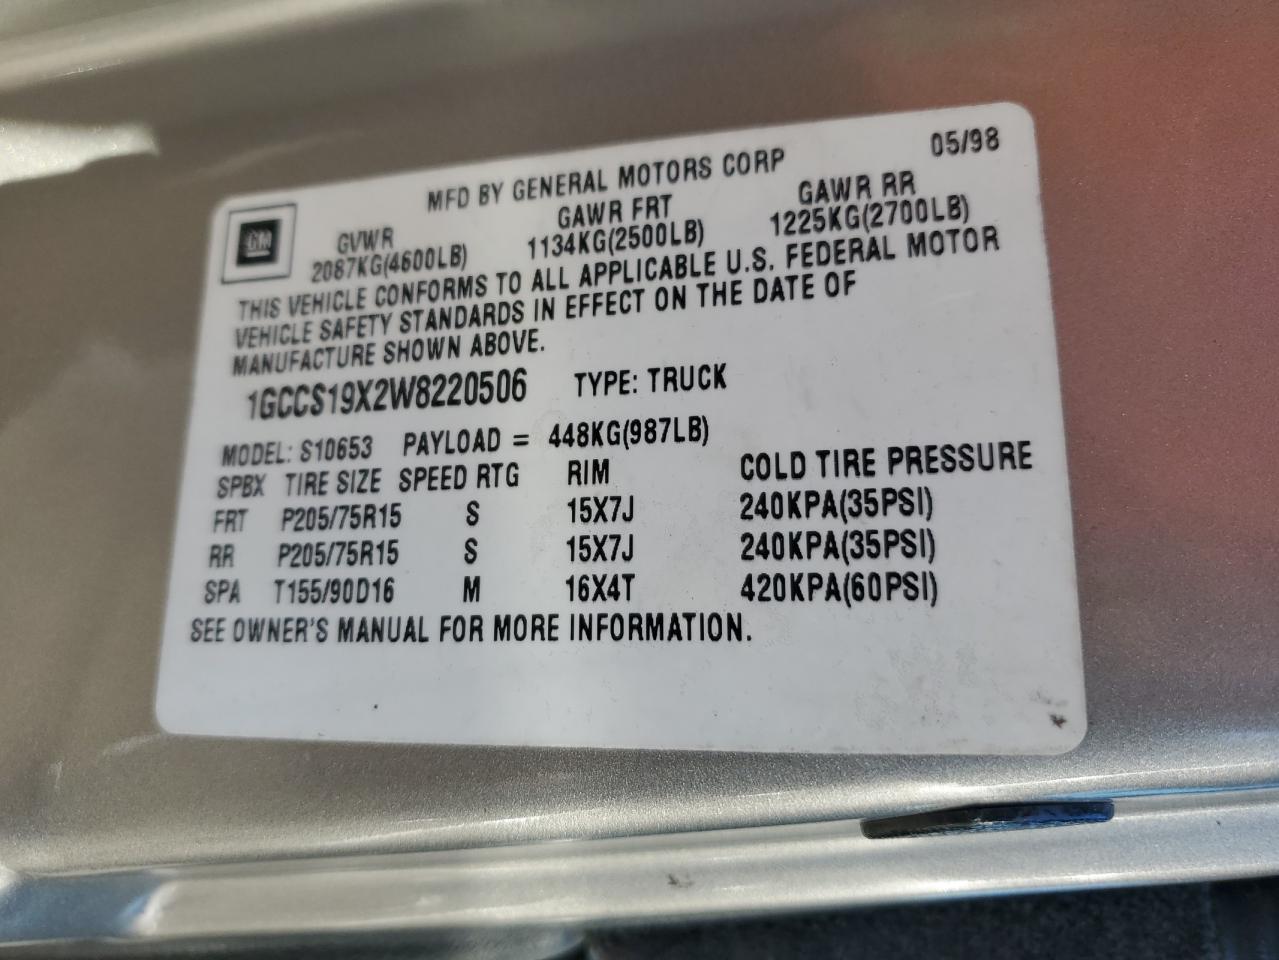 MFD BY GENERAL MOTORS CORP 05/98
GM
GVWR GAWR FRT GAWR RR
2087KG(4600LB) 1134KG(2500LB) 1225KG(2700LB)
THIS VEHICLE CONFORMS TO ALL APPLICABLE U.S. FEDERAL MOTOR
VEHICLE SAFETY STANDARDS IN EFFECT ON THE DATE OF
MANUFACTURE SHOWN ABOVE.
1GCCS19X2W8220506 TYPE: TRUCK
MODEL: S10653 PAYLOAD = 448KG(987LB)
SPBX TIRE SIZE SPEED RTG RIM COLD TIRE PRESSURE
FRT P205/75R15 S 15X7J 240KPA(35PSI)
RR P205/75R15 S 15X7J 240KPA(35PSI)
SPA T155/90D16 M 16X4T 420KPA(60PSI)
SEE OWNER'S MANUAL FOR MORE INFORMATION.